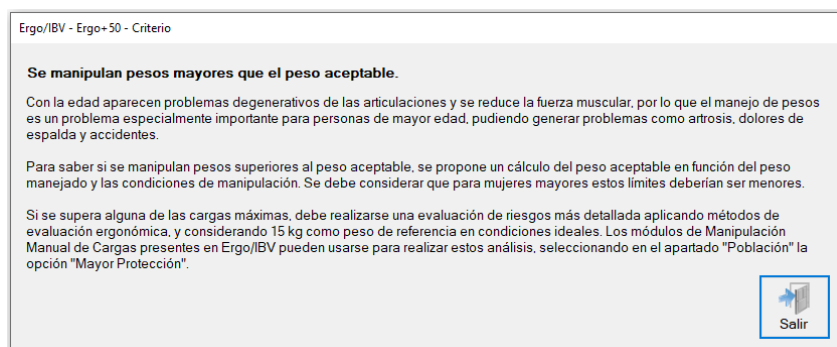 Ergo/IBV - Ergo+50 - Criterio
Se manipulan pesos mayores que el peso aceptable.
Con la edad aparecen problemas degenerativos de las articulaciones y se reduce la fuerza muscular, por lo que el manejo de pesos
es un problema especialmente importante para personas de mayor edad, pudiendo generar problemas como artrosis, dolores de
espalda y accidentes.
Para saber si se manipulan pesos superiores al peso aceptable, se propone un cálculo del peso aceptable en función del peso
manejado y las condiciones de manipulación. Se debe considerar que para mujeres mayores estos límites deberían ser menores.
Si se supera alguna de las cargas máximas, debe realizarse una evaluación de riesgos más detallada aplicando métodos de
evaluación ergonómica, y considerando 15 kg como peso de referencia en condiciones ideales. Los módulos de Manipulación
Manual de Cargas presentes en Ergo/IBV pueden usarse para realizar estos análisis, seleccionando en el apartado "Población" la
opción "Mayor Protección".
Salir